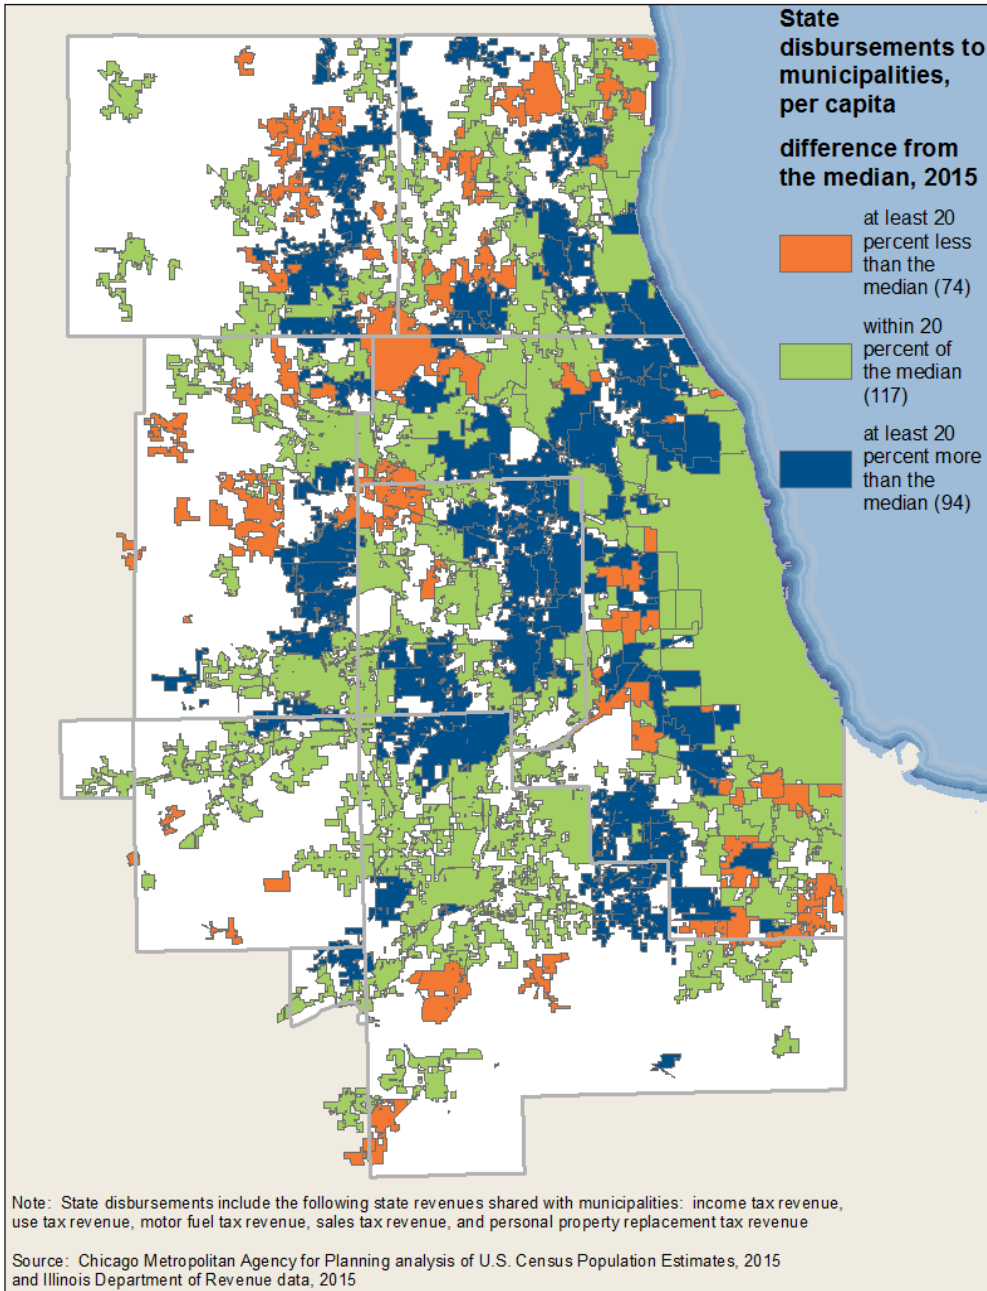 State
disbursements to
municipalities,
per capita
difference from
the median, 2015
at least 20
percent less
than the
median (74)
within 20
percent of
the median
(117)
at least 20
percent more
than the
median (94)
Note: State disbursements include the following state revenues shared with municipalities: income tax revenue,
use tax revenue, motor fuel tax revenue, sales tax revenue, and personal property replacement tax revenue
Source: Chicago Metropolitan Agency for Planning analysis of U.S. Census Population Estimates, 2015
and Illinois Department of Revenue data, 2015